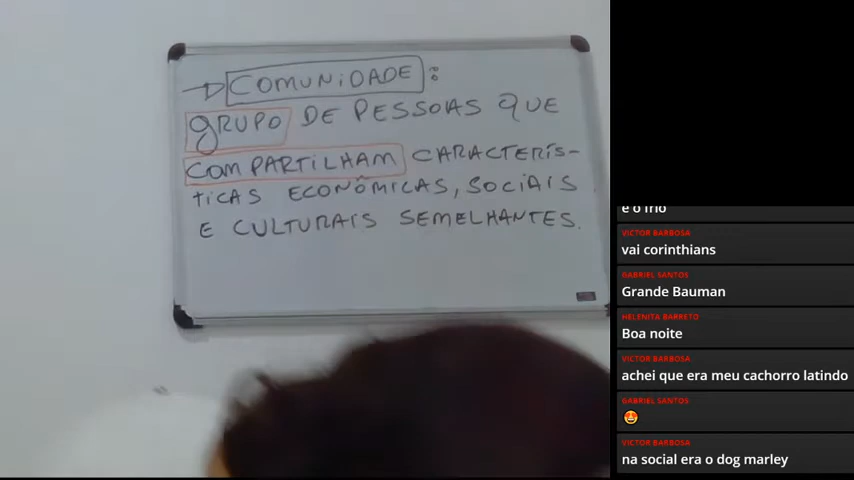 → COMUNIDADE:
GRUPO DE PESSOAS QUE
COMPARTILHAM CARACTERÍS-
TICAS ECONÔMICAS, SOCIAIS
E CULTURAIS SEMELHANTES.
e o frio
VICTOR BARBOSA
vai corinthians
GABRIEL SANTOS
Grande Bauman
HELENITA BARRETO
Boa noite
VICTOR BARBOSA
achei que era meu cachorro latindo
GABRIEL SANTOS
😍
VICTOR BARBOSA
na social era o dog marley